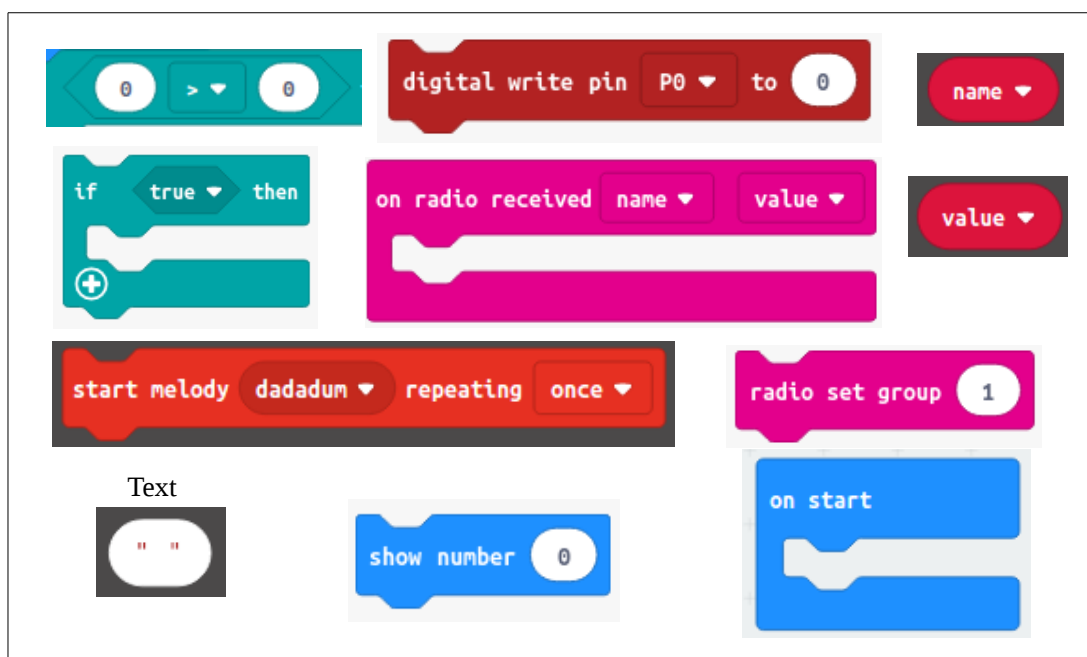 0 > 0
digital write pin P0 to 0
name
if true then
on radio received name value
value
start melody dadadum repeating once
radio set group 1
Text
" "
show number 0
on start